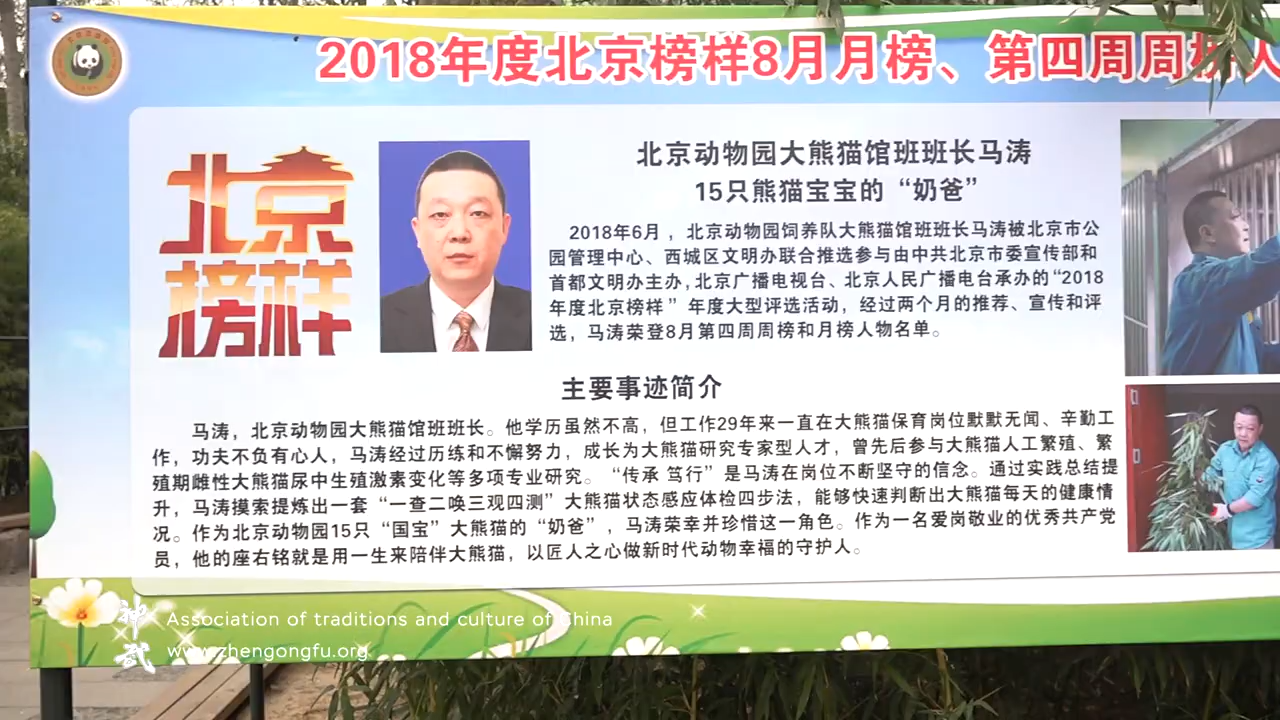 2018年度北京榜样8月月榜、第四周周榜人
北京
榜样
北京动物园大熊猫馆班班长马涛
15只熊猫宝宝的“奶爸”
2018年6月，北京动物园饲养队大熊猫馆班班长马涛被北京市公
园管理中心、西城区文明办联合推选参与由中共北京市委宣传部和
首都文明办主办,北京广播电视台、北京人民广播电台承办的“2018
年度北京榜样” 年度大型评选活动，经过两个月的推荐、宣传和评
选，马涛荣登8月第四周周榜和月榜人物名单。
主要事迹简介
马涛，北京动物园大熊猫馆班班长。他学历虽然不高，但工作29年来一直在大熊猫保育岗位默默无闻、辛勤工
作，功夫不负有心人，马涛经过历练和不懈努力，成长为大熊猫研究专家型人才，曾先后参与大熊猫人工繁殖、繁
殖期雌性大熊猫尿中生殖激素变化等多项专业研究。“传承 笃行”是马涛在岗位不断坚守的信念。通过实践总结提
升，马涛摸索提炼出一套“一查二唤三观四测”大熊猫状态感应体检四步法，能够快速判断出大熊猫每天的健康情
况。作为北京动物园15只“国宝”大熊猫的“奶爸”，马涛荣幸并珍惜这一角色。作为一名爱岗敬业的优秀共产党
员，他的座右铭就是用一生来陪伴大熊猫，以匠人之心做新时代动物幸福的守护人。
神武
Association of traditions and culture of China
www.zhengongfu.org